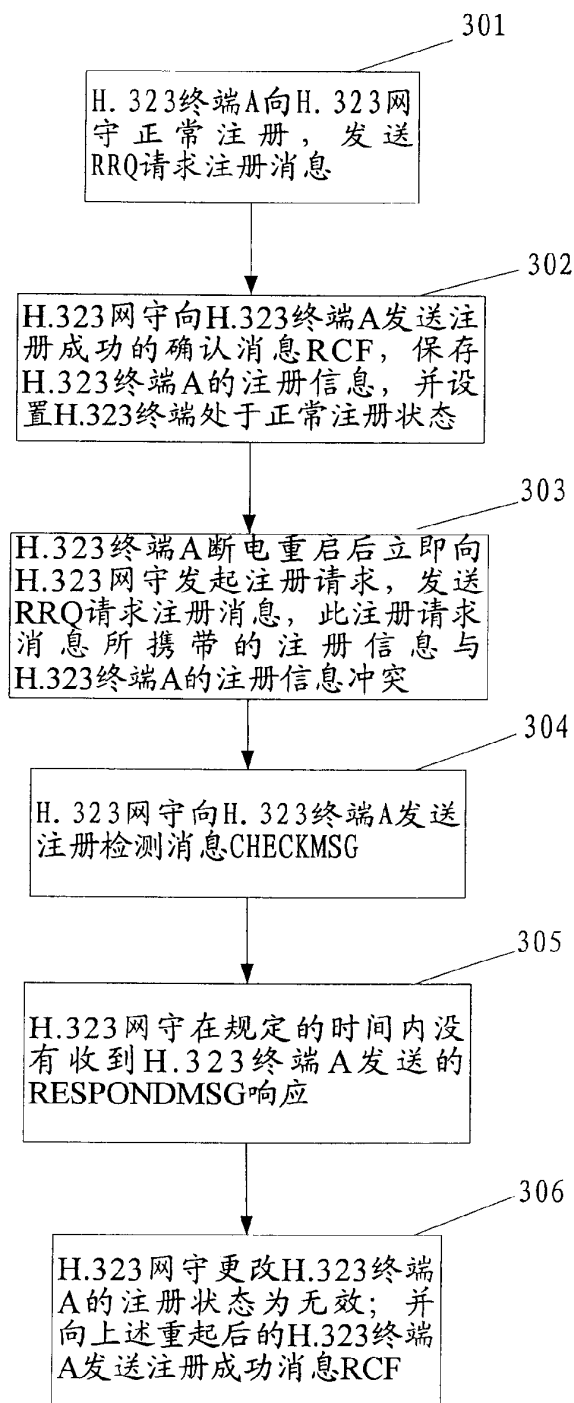 301
H.323终端A向H.323网
守正常注册，发送
RRQ请求注册消息
302
H.323网守向H.323终端A发送注
册成功的确认消息RCF，保存
H.323终端A的注册信息，并设
置H.323终端处于正常注册状态
303
H.323终端A断电重启后立即向
H.323网守发起注册请求，发送
RRQ请求注册消息，此注册请求
消息所携带的注册信息与
H.323终端A的注册信息冲突
304
H.323网守向H.323终端A发送
注册检测消息CHECKMSG
305
H.323网守在规定的时间内没
有收到H.323终端A发送的
RESPONDMSG响应
306
H.323网守更改H.323终端
A的注册状态为无效；并
向上述重起后的H.323终端
A发送注册成功消息RCF